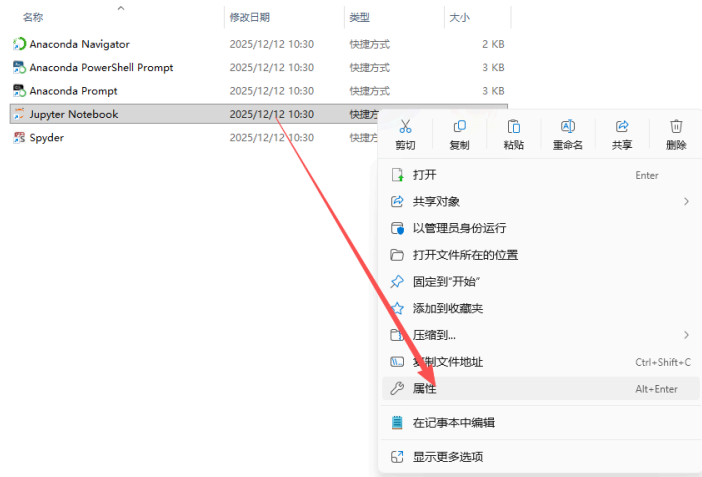 名称 修改日期 类型 大小
Anaconda Navigator 2025/12/12 10:30 快捷方式 2 KB
Anaconda PowerShell Prompt 2025/12/12 10:30 快捷方式 3 KB
Anaconda Prompt 2025/12/12 10:30 快捷方式 3 KB
Jupyter Notebook 2025/12/12 10:30 快捷方
Spyder 2025/12/12 10:30 快捷方
剪切 复制 粘贴 重命名 共享 删除
打开 Enter
共享对象
以管理员身份运行
打开文件所在的位置
固定到"开始"
添加到收藏夹
压缩到...
复制文件地址 Ctrl+Shift+C
属性 Alt+Enter
在记事本中编辑
显示更多选项